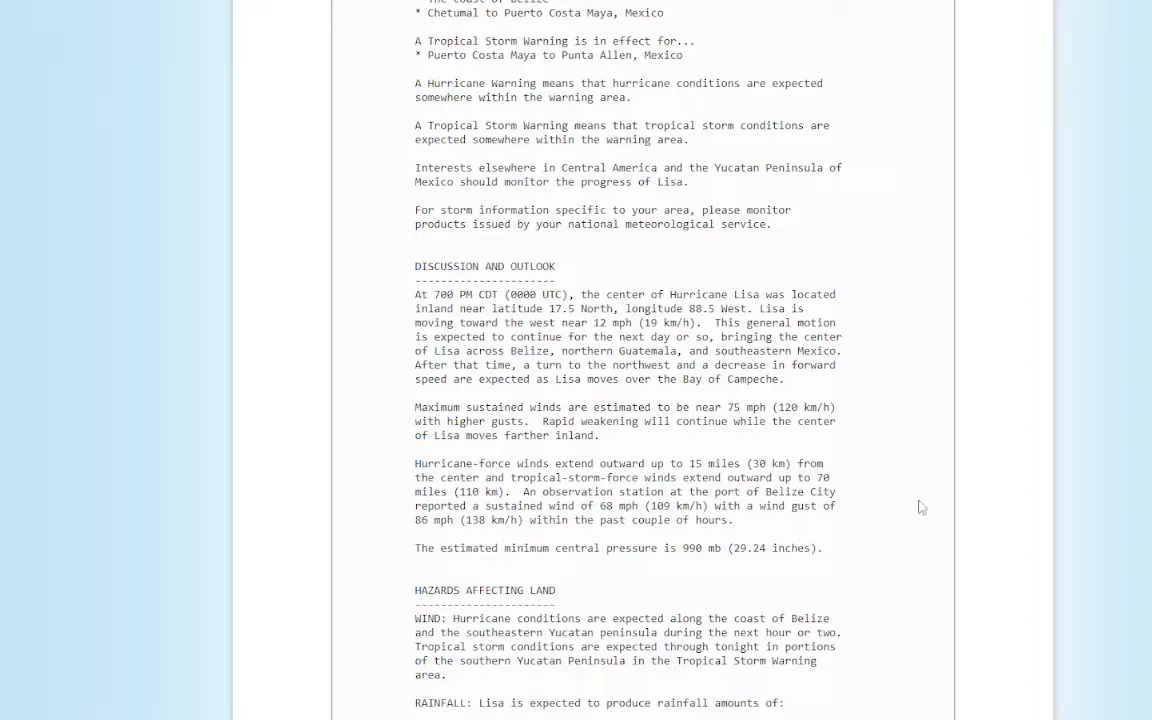 * The Coast of Belize
* Chetumal to Puerto Costa Maya, Mexico
A Tropical Storm Warning is in effect for...
* Puerto Costa Maya to Punta Allen, Mexico
A Hurricane Warning means that hurricane conditions are expected
somewhere within the warning area.
A Tropical Storm Warning means that tropical storm conditions are
expected somewhere within the warning area.
Interests elsewhere in Central America and the Yucatan Peninsula of
Mexico should monitor the progress of Lisa.
For storm information specific to your area, please monitor
products issued by your national meteorological service.
DISCUSSION AND OUTLOOK
----------------------
At 700 PM CDT (0000 UTC), the center of Hurricane Lisa was located
inland near latitude 17.5 North, longitude 88.5 West. Lisa is
moving toward the west near 12 mph (19 km/h).  This general motion
is expected to continue for the next day or so, bringing the center
of Lisa across Belize, northern Guatemala, and southeastern Mexico.
After that time, a turn to the northwest and a decrease in forward
speed are expected as Lisa moves over the Bay of Campeche.
Maximum sustained winds are estimated to be near 75 mph (120 km/h)
with higher gusts.  Rapid weakening will continue while the center
of Lisa moves farther inland.
Hurricane-force winds extend outward up to 15 miles (30 km) from
the center and tropical-storm-force winds extend outward up to 70
miles (110 km).  An observation station at the port of Belize City
reported a sustained wind of 68 mph (109 km/h) with a wind gust of
86 mph (138 km/h) within the past couple of hours.
The estimated minimum central pressure is 990 mb (29.24 inches).
HAZARDS AFFECTING LAND
----------------------
WIND: Hurricane conditions are expected along the coast of Belize
and the southeastern Yucatan peninsula during the next hour or two.
Tropical storm conditions are expected through tonight in portions
of the southern Yucatan Peninsula in the Tropical Storm Warning
area.
RAINFALL: Lisa is expected to produce rainfall amounts of: